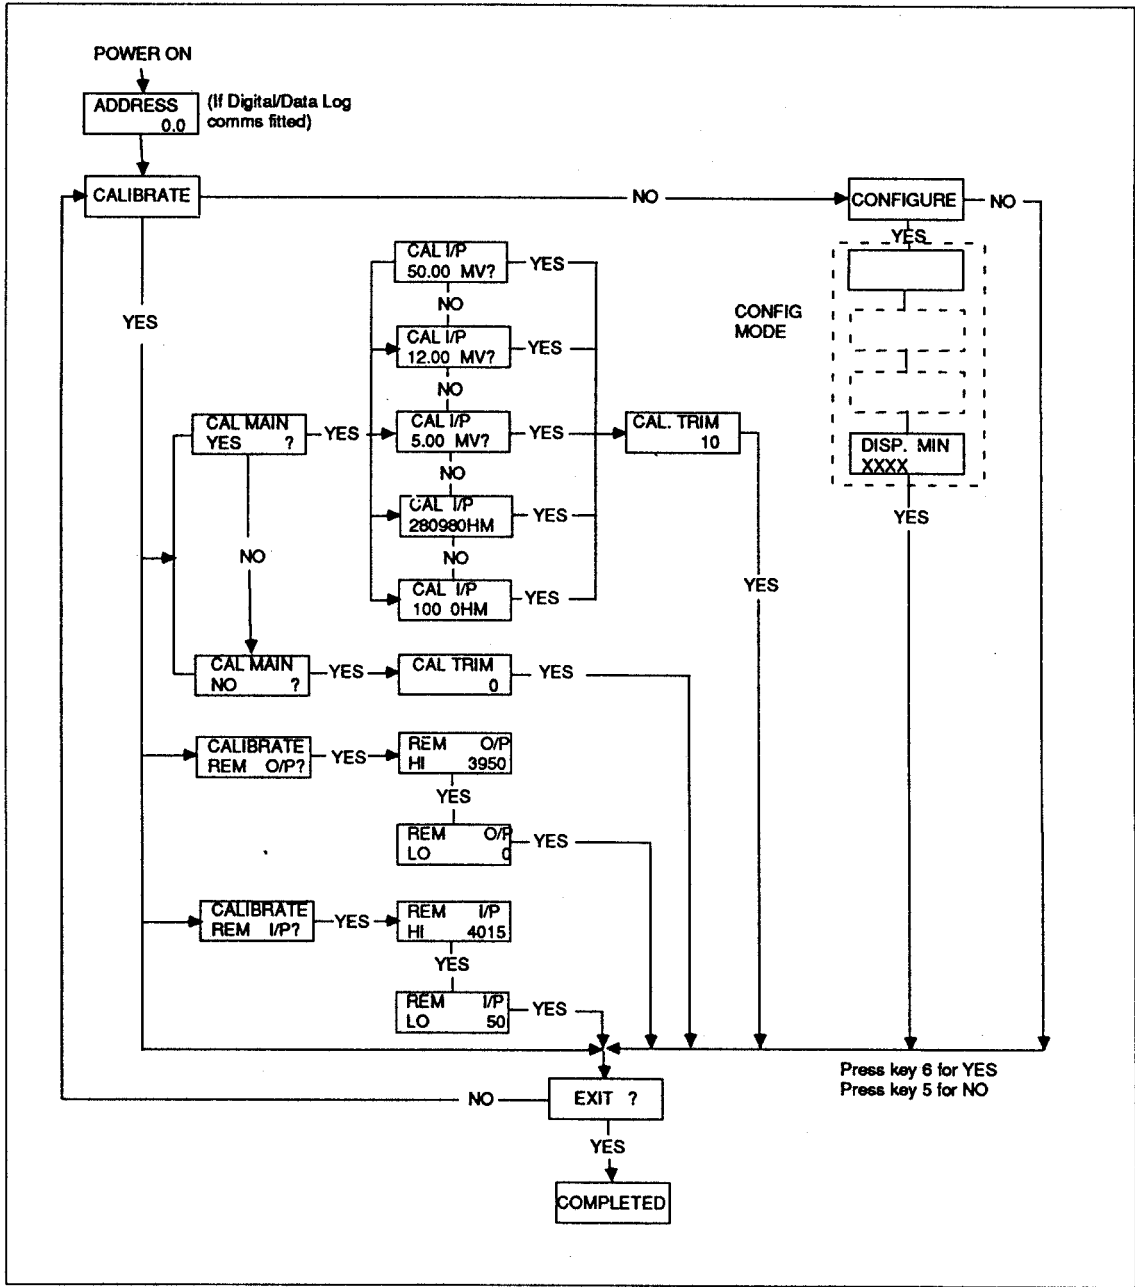 POWER ON
ADDRESS
0.0
(If Digital/Data Log
comms fitted)
CALIBRATE
NO
CONFIGURE
NO
YES
CONFIG
MODE
DISP. MIN
XXXX
YES
YES
CAL I/P
50.00 MV?
YES
NO
CAL I/P
12.00 MV?
YES
NO
CAL MAIN
YES ?
YES
CAL I/P
5.00 MV?
YES
CAL. TRIM
10
YES
NO
CAL I/P
280980HM
YES
NO
NO
CAL I/P
100 0HM
YES
CAL MAIN
NO ?
YES
CAL TRIM
0
YES
CALIBRATE
REM O/P?
YES
REM O/P
HI 3950
YES
REM O/P
LO 0
YES
CALIBRATE
REM I/P?
YES
REM I/P
HI 4015
YES
REM I/P
LO 50
YES
Press key 6 for YES
Press key 5 for NO
NO
EXIT ?
YES
COMPLETED